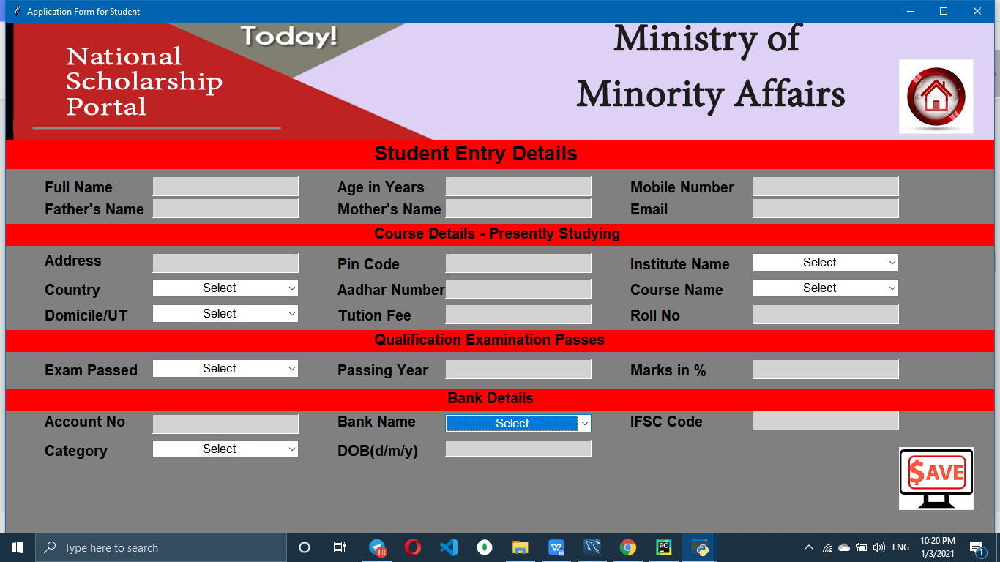 Application Form for Student
Today!
National
Scholarship
Portal
Ministry of
Minority Affairs
Student Entry Details
Full Name
Age in Years
Mobile Number
Father's Name
Mother's Name
Email
Course Details - Presently Studying
Address
Pin Code
Institute Name Select
Country Select
Aadhar Number
Course Name Select
Domicile/UT Select
Tution Fee
Roll No
Qualification Examination Passes
Exam Passed Select
Passing Year
Marks in %
Bank Details
Account No
Bank Name Select
IFSC Code
Category Select
DOB(d/m/y)
$AVE
Type here to search
10
W
PC
ENG
10:20 PM
1/3/2021
1